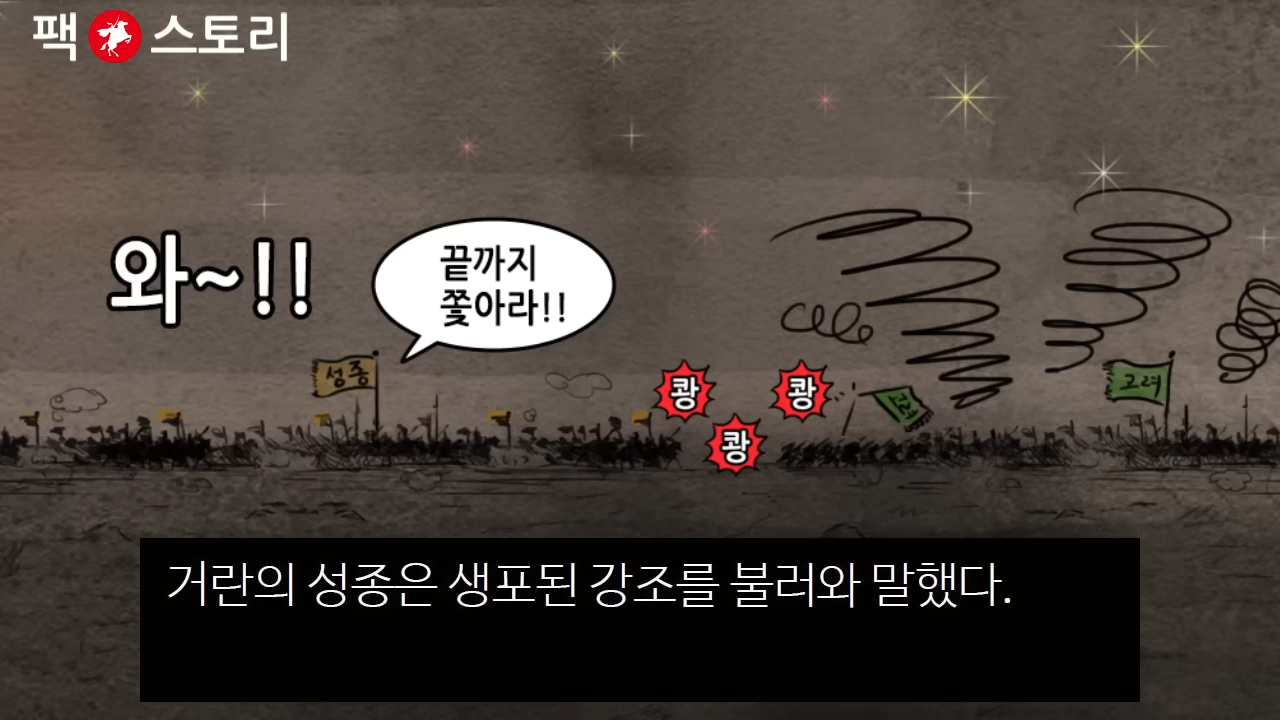 팩 스토리
와~!!
끝까지
쫓아라!!
성종
쾅
쾅
쾅
고려
고려
거란의 성종은 생포된 강조를 불러와 말했다.